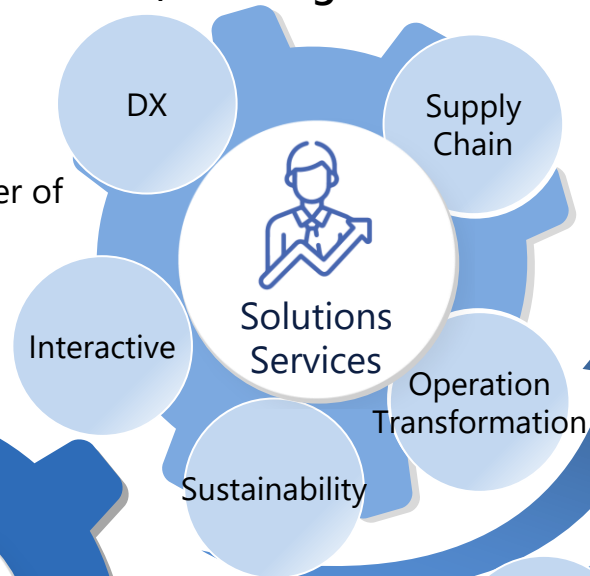 DX
Supply
Chain
er of
Solutions
Services
Interactive
Operation
Transformation
Sustainability